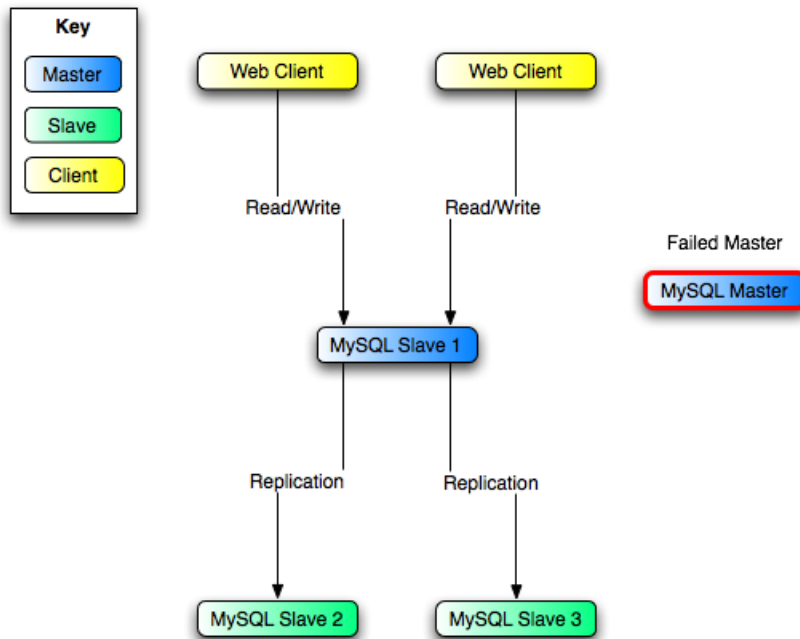 Key
Master
Slave
Client
Web Client
Web Client
Read/Write
Read/Write
Failed Master
MySQL Master
MySQL Slave 1
Replication
Replication
MySQL Slave 2
MySQL Slave 3